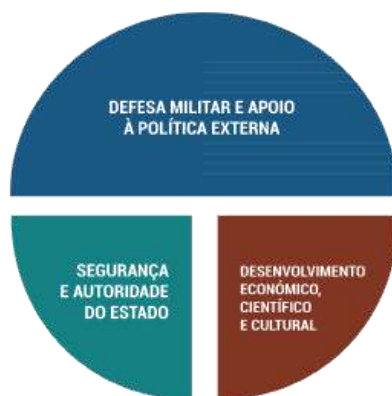 DEFESA MILITAR E APOIO
À POLÍTICA EXTERNA
SEGURANÇA
E AUTORIDADE
DO ESTADO
DESENVOLVIMENTO
ECONÓMICO,
CIENTÍFICO
E CULTURAL